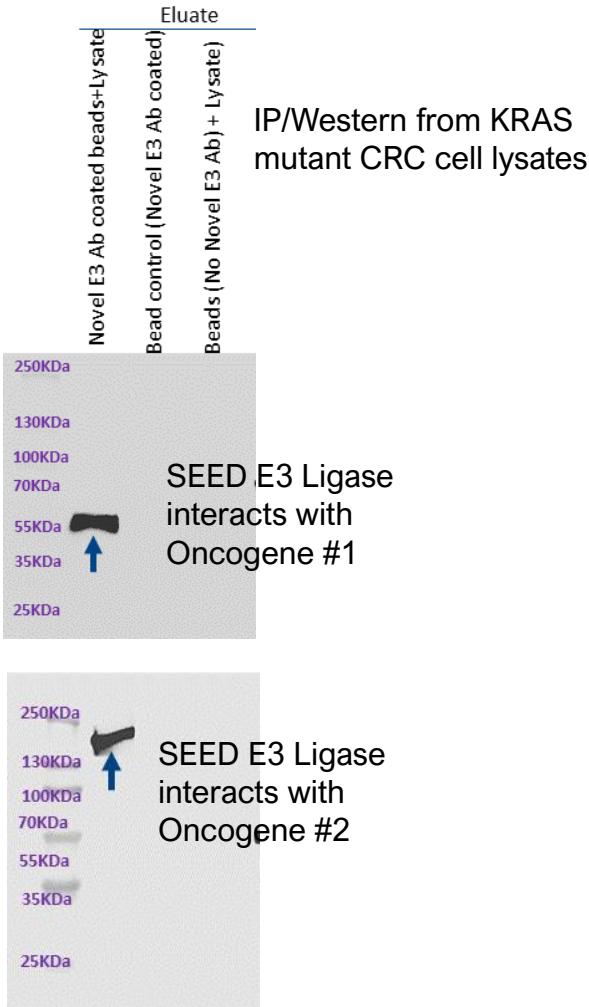 Eluate
Novel E3 Ab coated beads+Lysate
Bead control (Novel E3 Ab coated)
Beads (No Novel E3 Ab) + Lysate)
IP/Western from KRAS
mutant CRC cell lysates
250KDa
130KDa
100KDa
70KDa
55KDa
35KDa
25KDa
SEED E3 Ligase
interacts with
Oncogene #1
250KDa
130KDa
100KDa
70KDa
55KDa
35KDa
25KDa
SEED E3 Ligase
interacts with
Oncogene #2